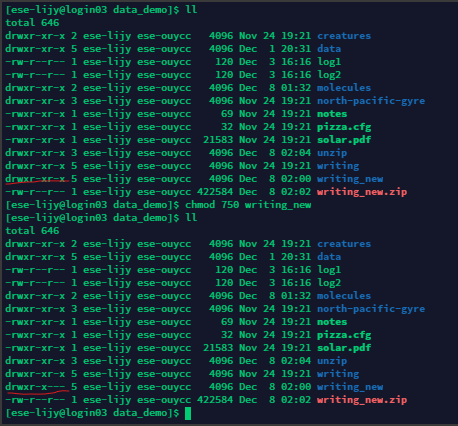 [ese-lijy@login03 data_demo]$ ll
total 646
drwxr-xr-x 2 ese-lijy ese-ouycc   4096 Nov 24 19:21 creatures
drwxr-xr-x 5 ese-lijy ese-ouycc   4096 Dec  1 20:31 data
-rw-r--r-- 1 ese-lijy ese-ouycc    120 Dec  3 16:16 log1
-rw-r--r-- 1 ese-lijy ese-ouycc    120 Dec  3 16:16 log2
drwxr-xr-x 2 ese-lijy ese-ouycc   4096 Dec  8 01:32 molecules
drwxr-xr-x 3 ese-lijy ese-ouycc   4096 Nov 24 19:21 north-pacific-gyre
-rwxr-xr-x 1 ese-lijy ese-ouycc     69 Nov 24 19:21 notes
-rwxr-xr-x 1 ese-lijy ese-ouycc     32 Nov 24 19:21 pizza.cfg
-rwxr-xr-x 1 ese-lijy ese-ouycc  21583 Nov 24 19:21 solar.pdf
drwxr-xr-x 3 ese-lijy ese-ouycc   4096 Dec  8 02:04 unzip
drwxr-xr-x 5 ese-lijy ese-ouycc   4096 Nov 24 19:21 writing
drwxr-xr-x 5 ese-lijy ese-ouycc   4096 Dec  8 02:00 writing_new
-rw-r--r-- 1 ese-lijy ese-ouycc 422584 Dec  8 02:02 writing_new.zip
[ese-lijy@login03 data_demo]$ chmod 750 writing_new
[ese-lijy@login03 data_demo]$ ll
total 646
drwxr-xr-x 2 ese-lijy ese-ouycc   4096 Nov 24 19:21 creatures
drwxr-xr-x 5 ese-lijy ese-ouycc   4096 Dec  1 20:31 data
-rw-r--r-- 1 ese-lijy ese-ouycc    120 Dec  3 16:16 log1
-rw-r--r-- 1 ese-lijy ese-ouycc    120 Dec  3 16:16 log2
drwxr-xr-x 2 ese-lijy ese-ouycc   4096 Dec  8 01:32 molecules
drwxr-xr-x 3 ese-lijy ese-ouycc   4096 Nov 24 19:21 north-pacific-gyre
-rwxr-xr-x 1 ese-lijy ese-ouycc     69 Nov 24 19:21 notes
-rwxr-xr-x 1 ese-lijy ese-ouycc     32 Nov 24 19:21 pizza.cfg
-rwxr-xr-x 1 ese-lijy ese-ouycc  21583 Nov 24 19:21 solar.pdf
drwxr-xr-x 3 ese-lijy ese-ouycc   4096 Dec  8 02:04 unzip
drwxr-xr-x 5 ese-lijy ese-ouycc   4096 Nov 24 19:21 writing
drwxr-x--- 5 ese-lijy ese-ouycc   4096 Dec  8 02:00 writing_new
-rw-r--r-- 1 ese-lijy ese-ouycc 422584 Dec  8 02:02 writing_new.zip
[ese-lijy@login03 data_demo]$